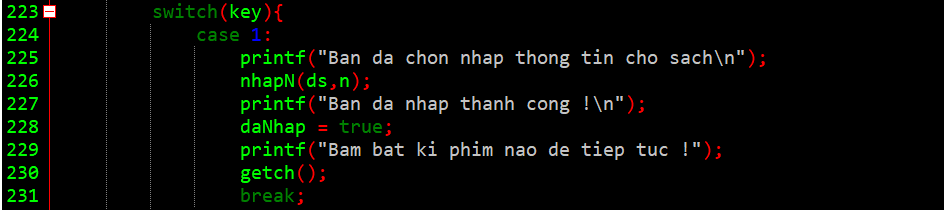 223 switch(key){
224 case 1:
225 printf("Ban da chon nhap thong tin cho sach\n");
226 nhapN(ds,n);
227 printf("Ban da nhap thanh cong !\n");
228 daNhap = true;
229 printf("Bam bat ki phim nao de tiep tuc !");
230 getch();
231 break;